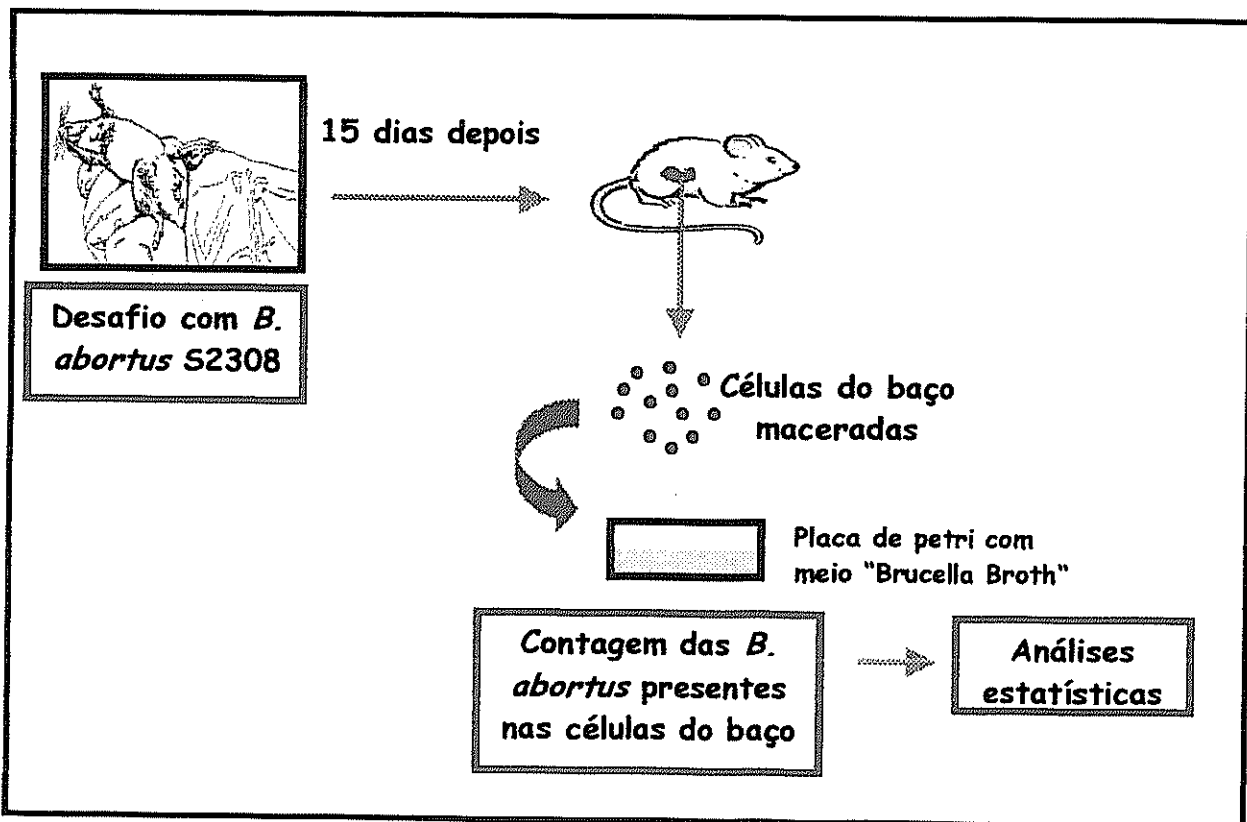 15 dias depois
Desafio com B.
abortus S2308
Células do baço
maceradas
Placa de petri com
meio "Brucella Broth"
Contagem das B.
abortus presentes
nas células do baço
Análises
estatísticas